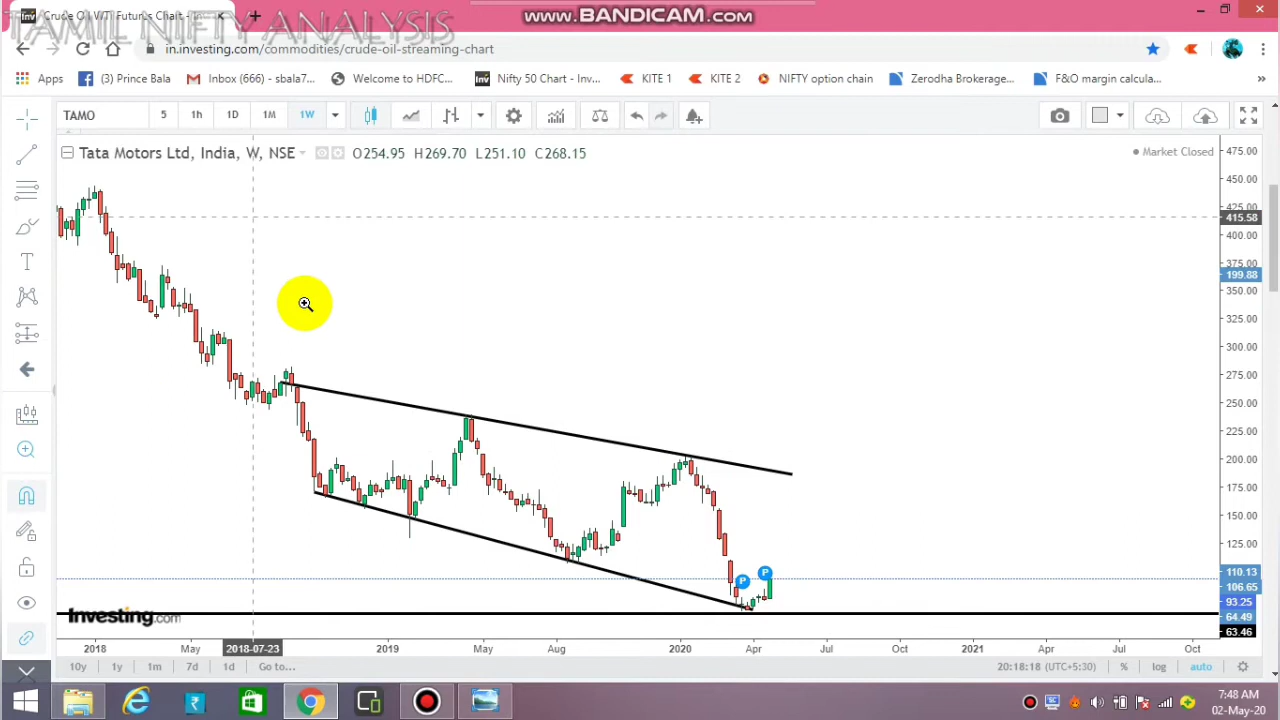 Crude Oil WTI Futures Chart - Inv
www.BANDICAM.com
TAMIL NIFTY ANALYSIS
in.investing.com/commodities/crude-oil-streaming-chart
Apps (3) Prince Bala Inbox (666) - sbala7... Welcome to HDFC... Nifty 50 Chart - Inv... KITE 1 KITE 2 NIFTY option chain Zerodha Brokerage... F&O margin calcula... »
TAMO 5 1h 1D 1M 1W
Tata Motors Ltd, India, W, NSE O254.95 H269.70 L251.10 C268.15
Market Closed
475.00
450.00
425.00
415.58
400.00
375.00
199.88
350.00
325.00
300.00
275.00
250.00
225.00
200.00
175.00
150.00
125.00
110.13
106.65
93.25
64.49
63.46
P P
Investing.com
2018 May 2018-07-23 2019 May Aug 2020 Apr Jul Oct 2021 Apr Jul Oct
10y 1y 1m 7d 1d Go to... 20:18:18 (UTC+5:30) % log auto
7:48 AM
02-May-20